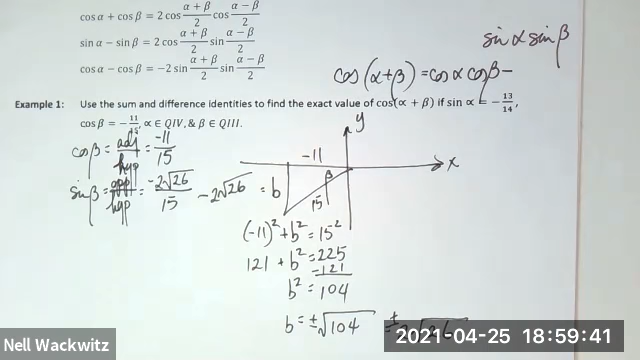 cos α + cos β = 2 cos α+β/2 cos α−β/2
sin α − sin β = 2 cos α+β/2 sin α−β/2
cos α − cos β = −2 sin α+β/2 sin α−β/2
sin α sin β
cos(α+β) = cos α cos β −
Example 1: Use the sum and difference identities to find the exact value of cos(α + β) if sin α = −13/14,
cos β = −11/15, α ∈ QIV, & β ∈ QIII.
y
cos β = adj/hyp = −11/15
−11
x
sin β = opp/hyp = −2√26/15
−2√26 = b
β
15
(−11)² + b² = 15²
121 + b² = 225
−121
b² = 104
b = ±√104 = ±2√26
Nell Wackwitz
2021-04-25 18:59:41